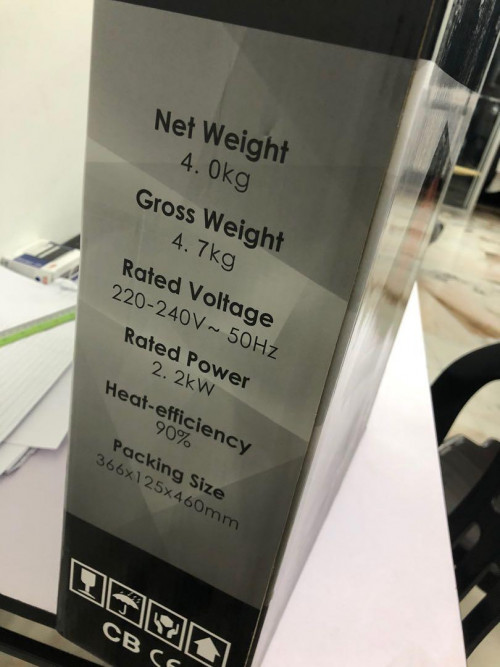 Net Weight
4. 0kg
Gross Weight
4. 7kg
Rated Voltage
220-240V~ 50Hz
Rated Power
2. 2kW
Heat-efficiency
90%
Packing Size
366x125x460mm
CB CE